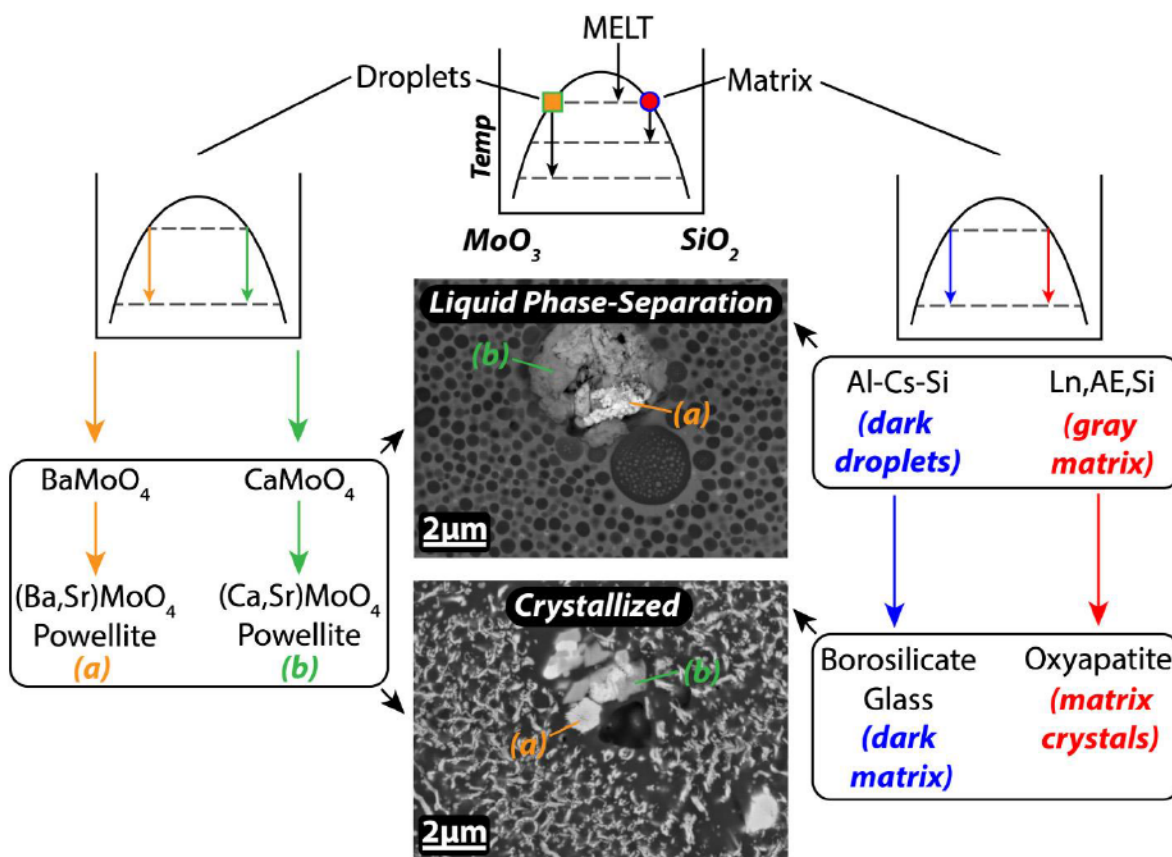 MELT
Droplets
Matrix
Temp
MoO₃
SiO₂
Liquid Phase-Separation
(b)
(a)
2μm
Al-Cs-Si
(dark
droplets)
Ln,AE,Si
(gray
matrix)
BaMoO₄
CaMoO₄
(Ba,Sr)MoO₄
Powellite
(a)
(Ca,Sr)MoO₄
Powellite
(b)
Crystallized
(b)
(a)
2μm
Borosilicate
Glass
(dark
matrix)
Oxyapatite
(matrix
crystals)